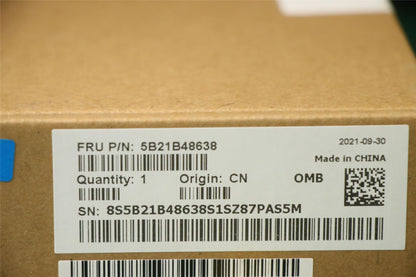 FRU P/N: 5B21B48638
2021-09-30
Made in CHINA
Quantity: 1 Origin: CN OMB
SN: 8S5B21B48638S1SZ87PAS5M